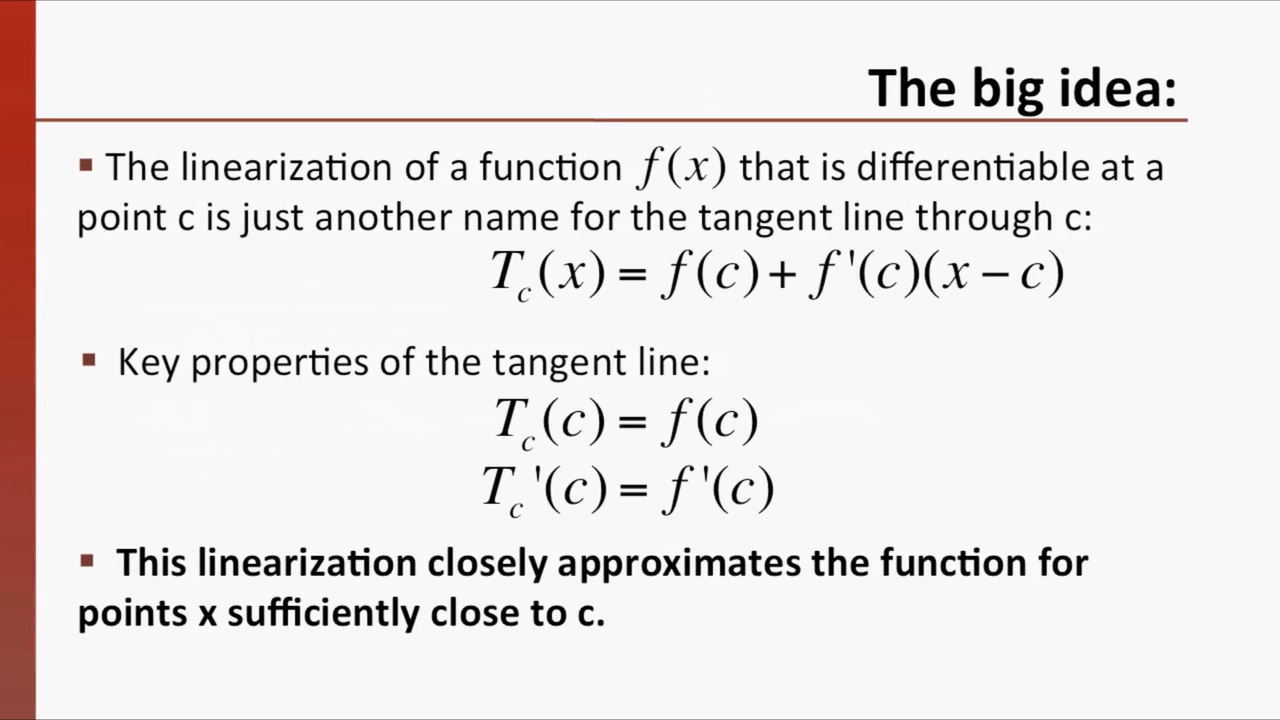 The big idea:
▪ The linearization of a function f(x) that is differentiable at a
point c is just another name for the tangent line through c:
T_c(x) = f(c) + f'(c)(x − c)
▪ Key properties of the tangent line:
T_c(c) = f(c)
T_c'(c) = f'(c)
▪ This linearization closely approximates the function for
points x sufficiently close to c.